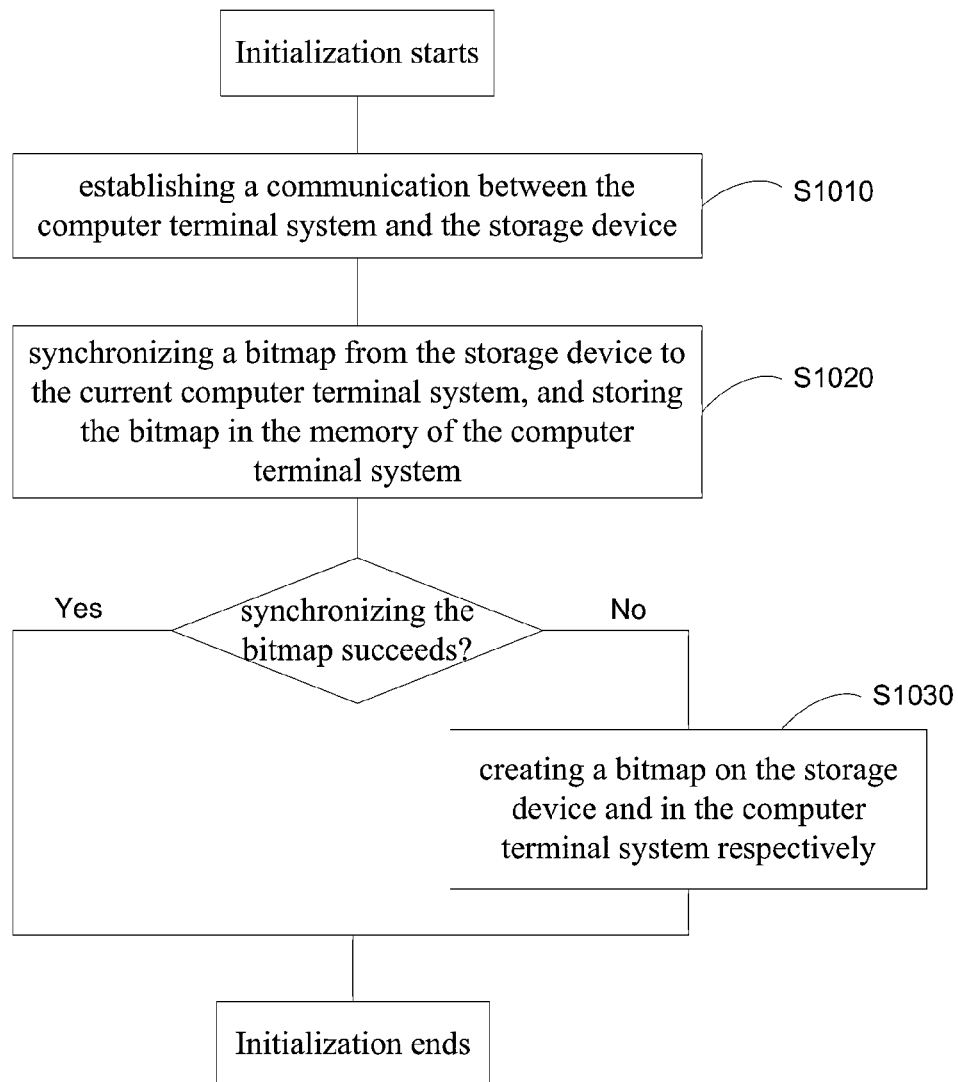 Initialization starts
establishing a communication between the
computer terminal system and the storage device
S1010
synchronizing a bitmap from the storage device to
the current computer terminal system, and storing
the bitmap in the memory of the computer
terminal system
S1020
Yes
synchronizing the
bitmap succeeds?
No
S1030
creating a bitmap on the storage
device and in the computer
terminal system respectively
Initialization ends